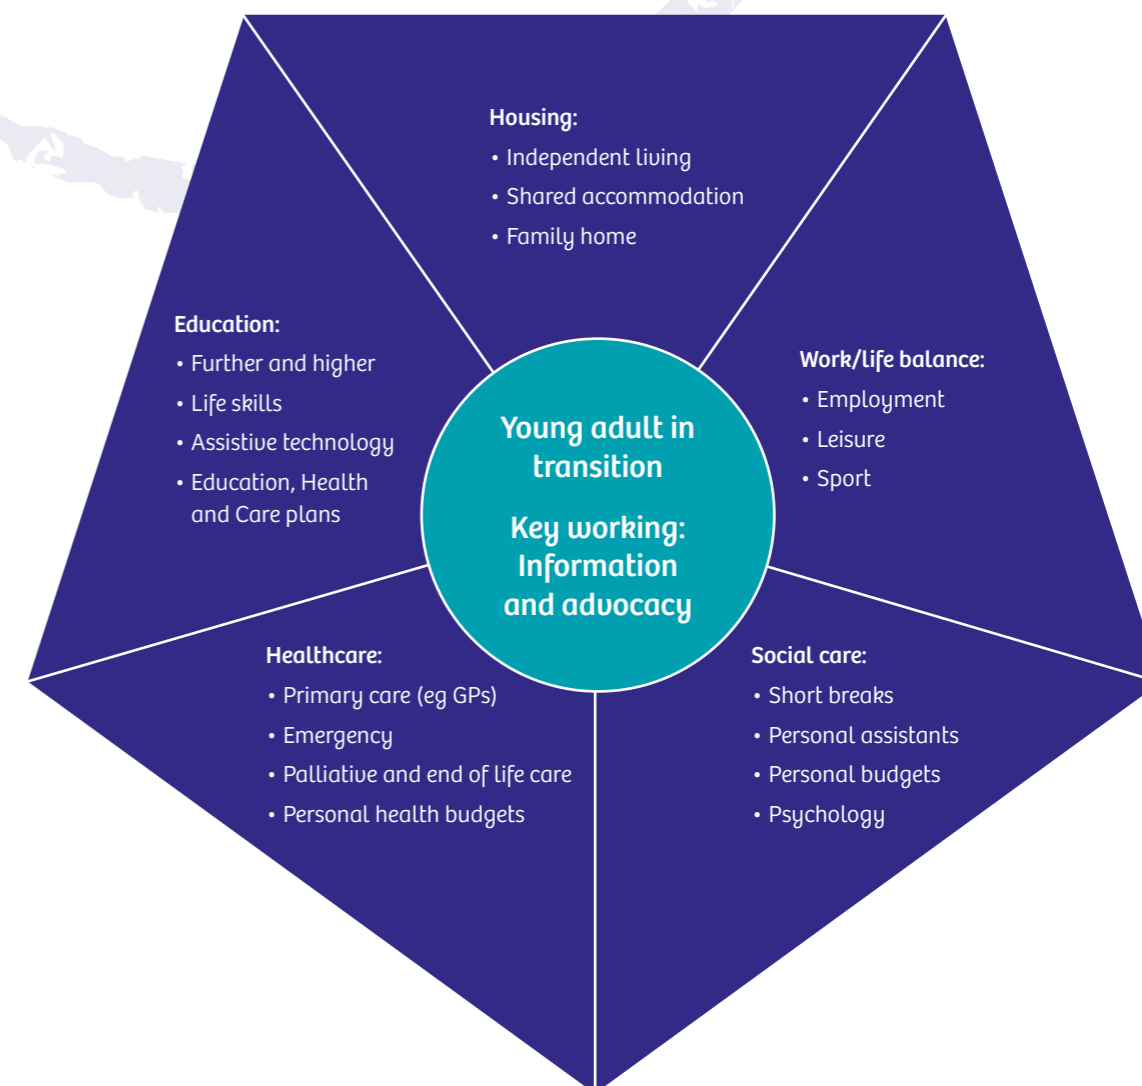 Housing:
• Independent living
• Shared accommodation
• Family home
Education:
• Further and higher
• Life skills
• Assistive technology
• Education, Health
and Care plans
Work/life balance:
• Employment
• Leisure
• Sport
Young adult in
transition
Key working:
Information
and advocacy
Healthcare:
• Primary care (eg GPs)
• Emergency
• Palliative and end of life care
• Personal health budgets
Social care:
• Short breaks
• Personal assistants
• Personal budgets
• Psychology